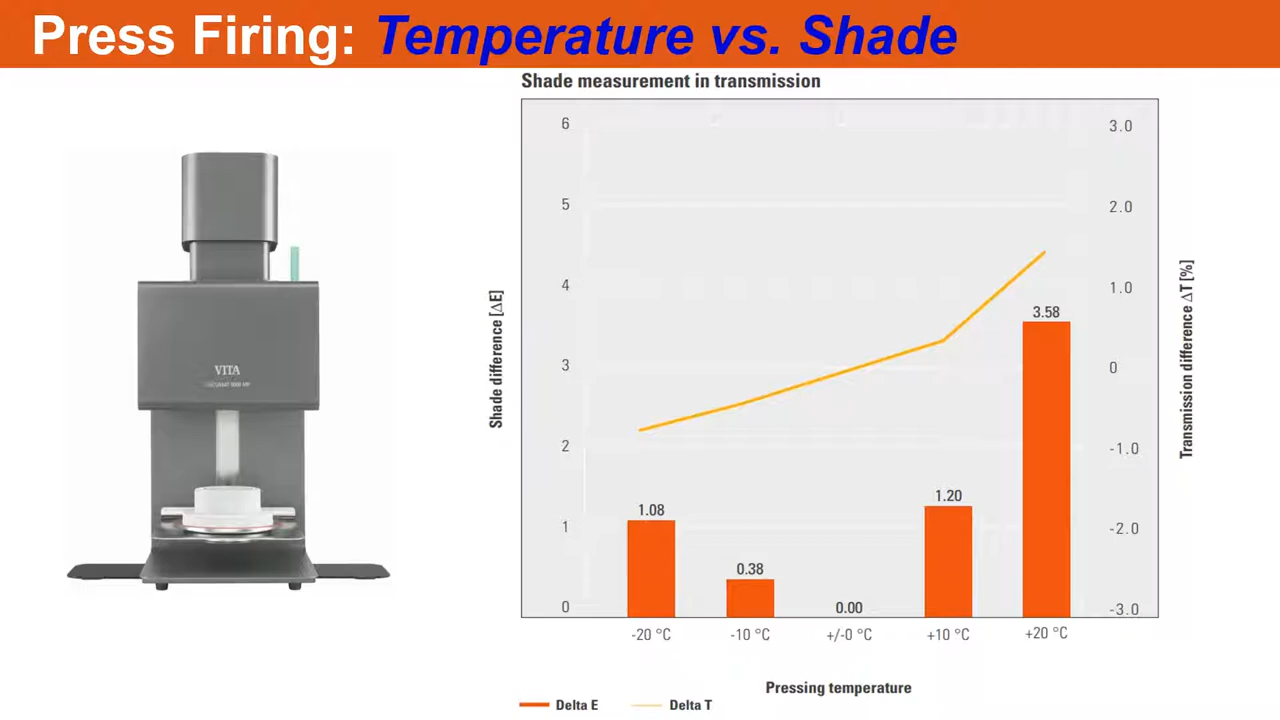 Press Firing: Temperature vs. Shade
Shade measurement in transmission
6
5
4
3
2
1
0
Shade difference [ΔE]
3.0
2.0
1.0
0
-1.0
-2.0
-3.0
Transmission difference ΔT [%]
1.08
0.38
0.00
1.20
3.58
-20 °C
-10 °C
+/-0 °C
+10 °C
+20 °C
Pressing temperature
Delta E
Delta T
VITA